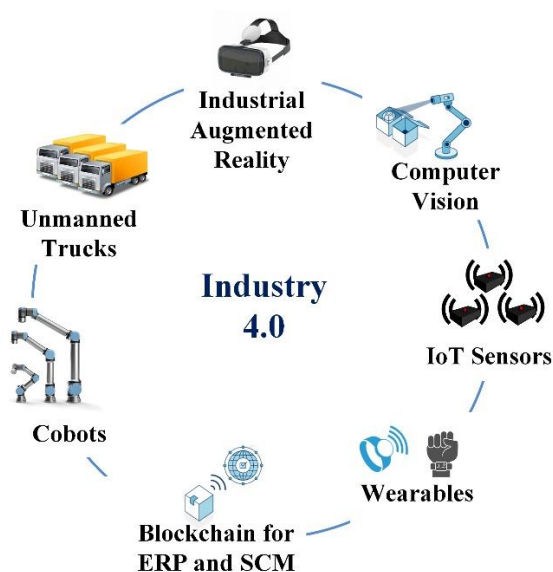 Industrial
Augmented
Reality
Computer
Vision
IoT Sensors
Wearables
Blockchain for
ERP and SCM
Cobots
Unmanned
Trucks
Industry
4.0